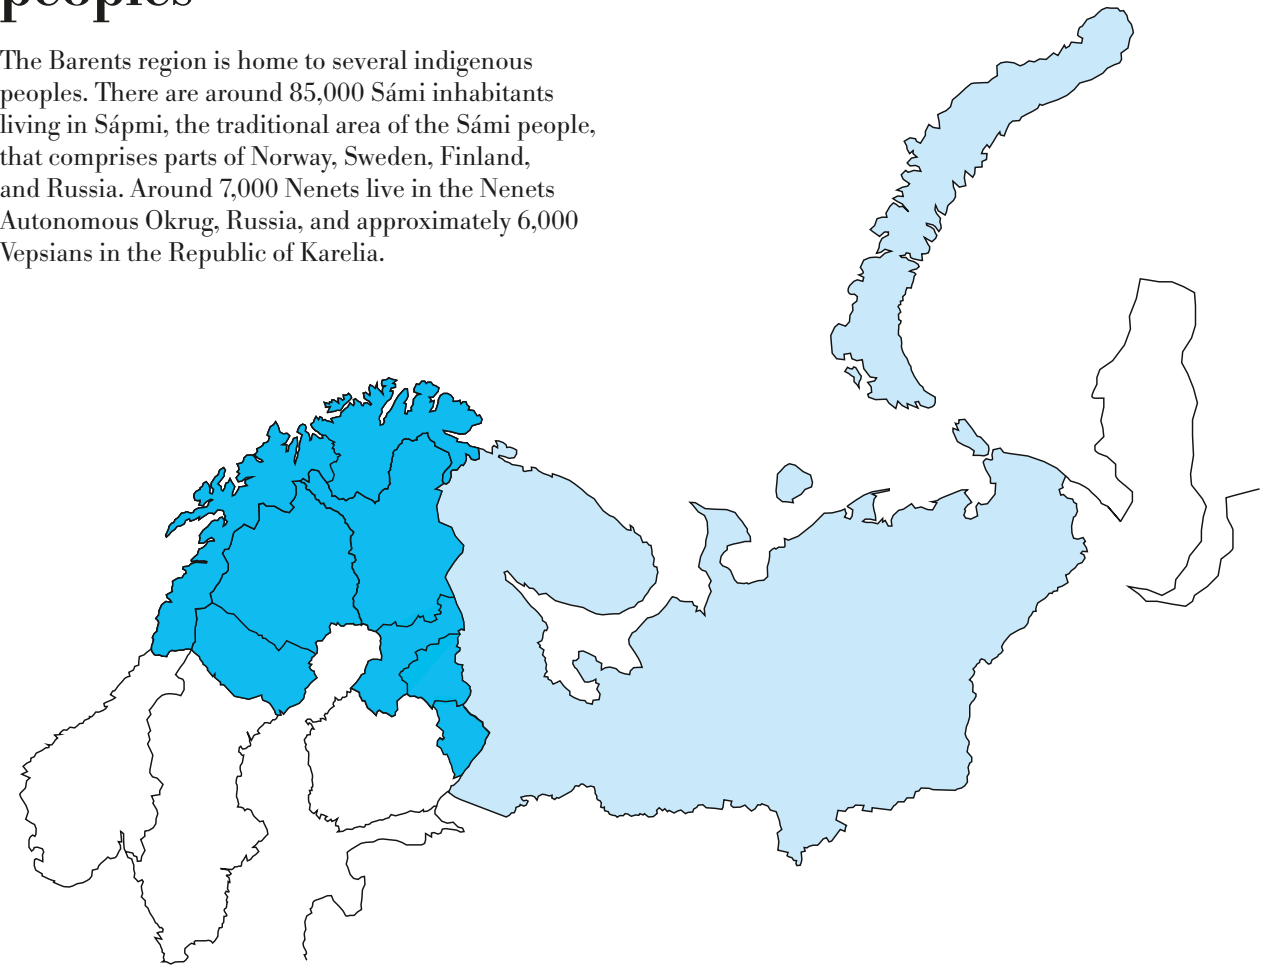 peoples
The Barents region is home to several indigenous
peoples. There are around 85,000 Sámi inhabitants
living in Sápmi, the traditional area of the Sámi people,
that comprises parts of Norway, Sweden, Finland,
and Russia. Around 7,000 Nenets live in the Nenets
Autonomous Okrug, Russia, and approximately 6,000
Vepsians in the Republic of Karelia.